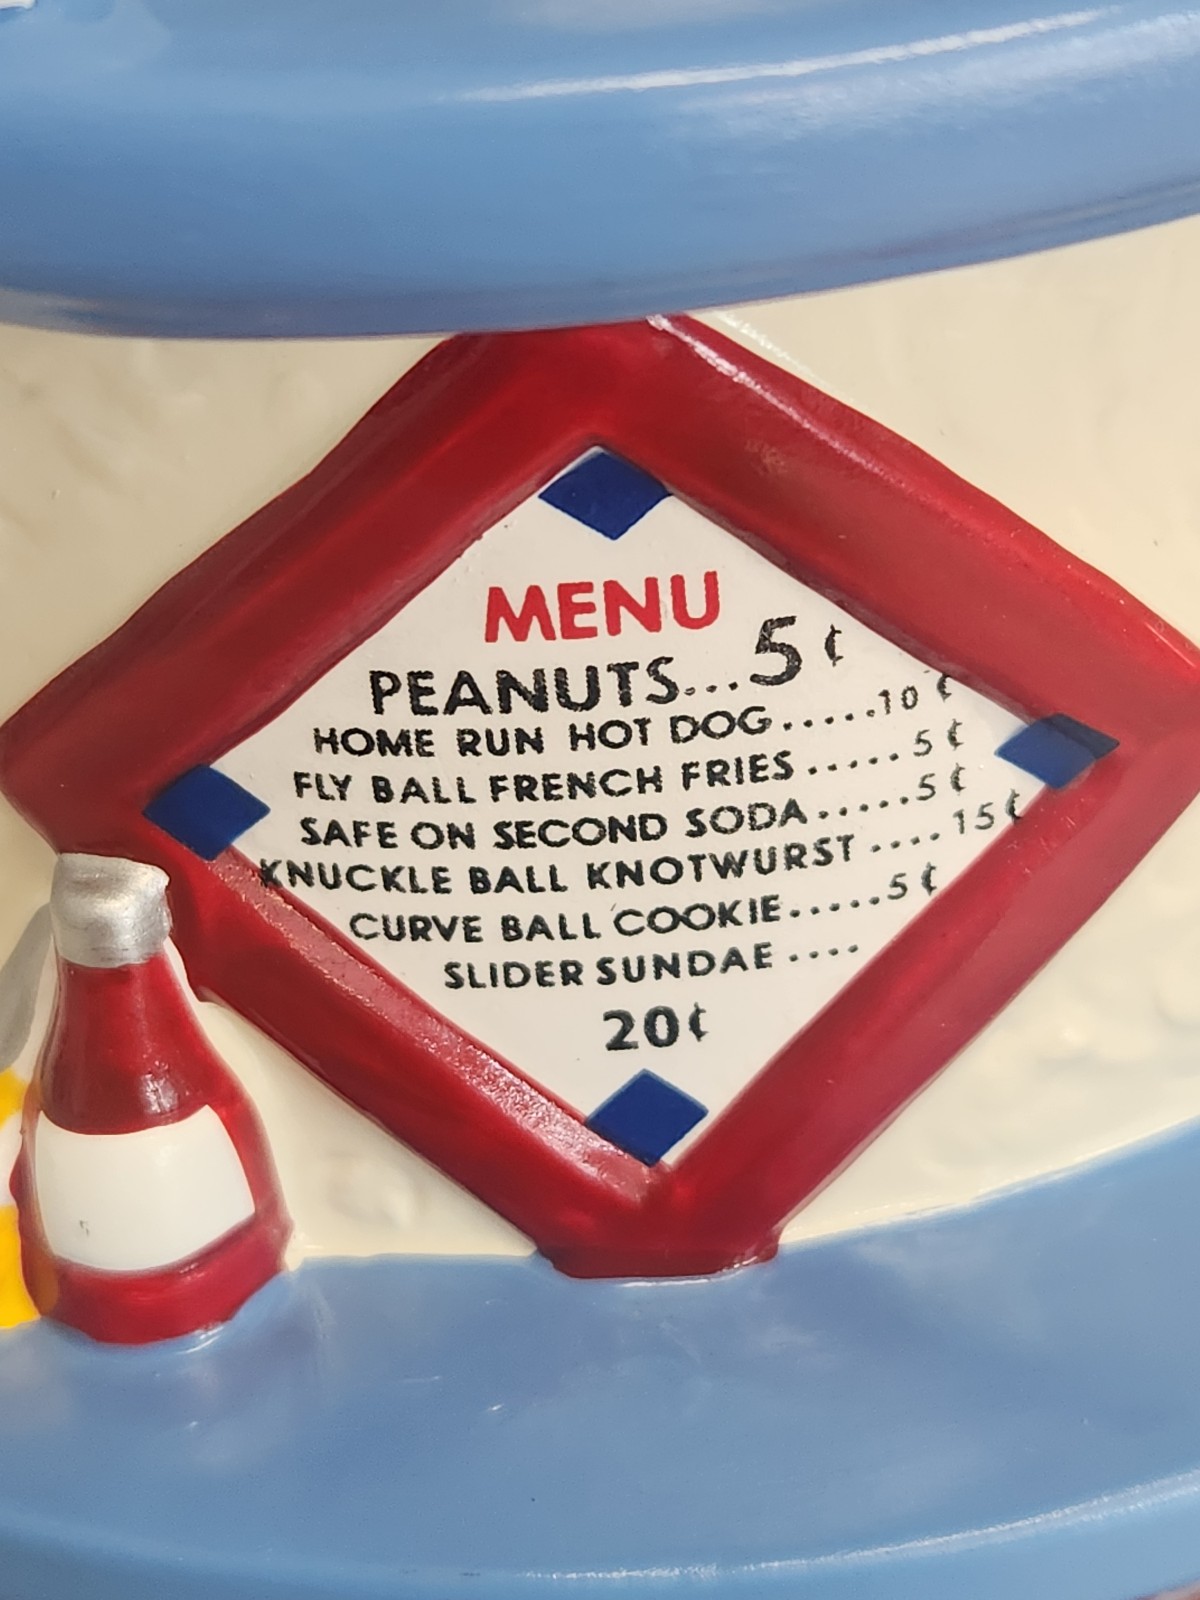 MENU
PEANUTS...5¢
HOME RUN HOT DOG.....10¢
FLY BALL FRENCH FRIES.....5¢
SAFE ON SECOND SODA......5¢
KNUCKLE BALL KNOTWURST....15¢
CURVE BALL COOKIE.....5¢
SLIDER SUNDAE....
20¢